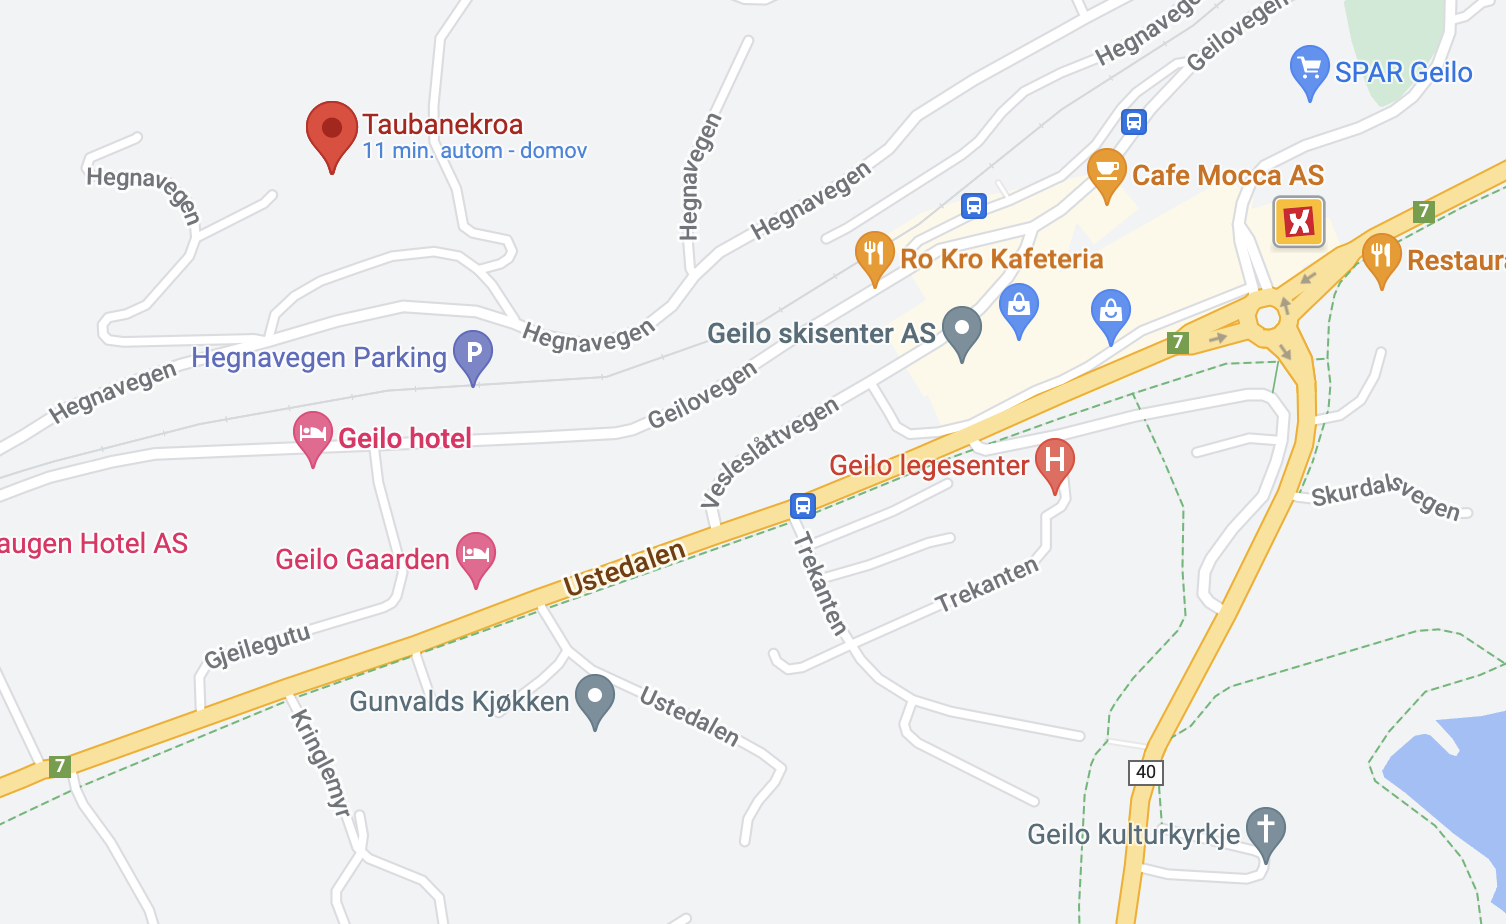 Hegnavegen
Geilovegen
SPAR Geilo
Taubanekroa
11 min. autom - domov
Hegnavegen
Hegnavegen
Hegnavegen
Cafe Mocca AS
7
Ro Kro Kafeteria
Restaur
Geilo skisenter AS
Hegnavegen
7
Hegnavegen Parking
Hegnavegen
Geilovegen
Geilo hotel
Vesleslåttvegen
Geilo legesenter
H
P
Skurdalsvegen
augen Hotel AS
Geilo Gaarden
Ustedalen
Trekanten
Trekanten
Gjeilegutu
Gunvalds Kjøkken
Ustedalen
Kringlemyr
7
40
Geilo kulturkyrkje